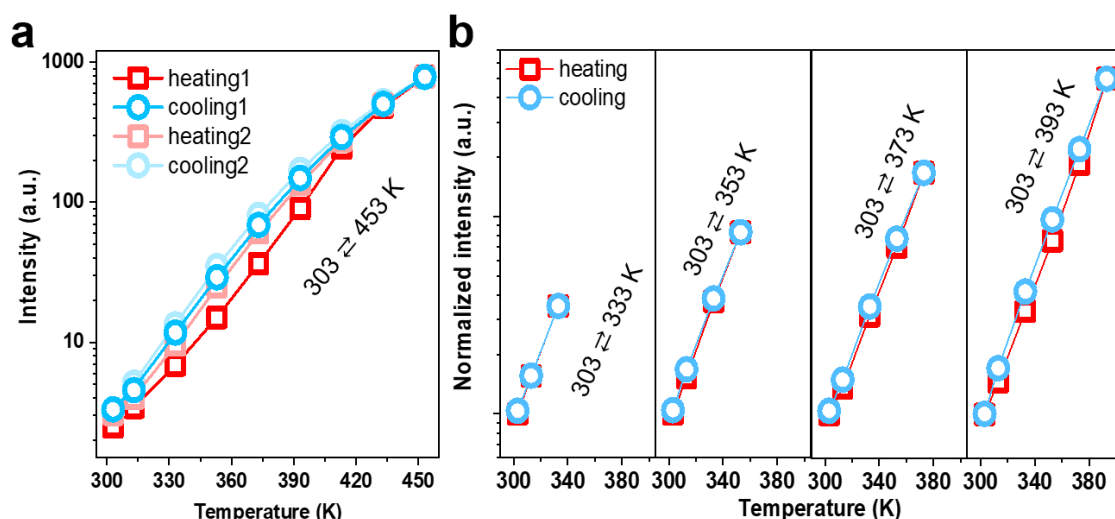 a
1000
100
10
Intensity (a.u.)
heating1
cooling1
heating2
cooling2
303 ⇄ 453 K
300 330 360 390 420 450
Temperature (K)
b
Normalized intensity (a.u.)
heating
cooling
303 ⇄ 333 K
303 ⇄ 353 K
303 ⇄ 373 K
303 ⇄ 393 K
300 340 380 300 340 380 300 340 380 300 340 380
Temperature (K)